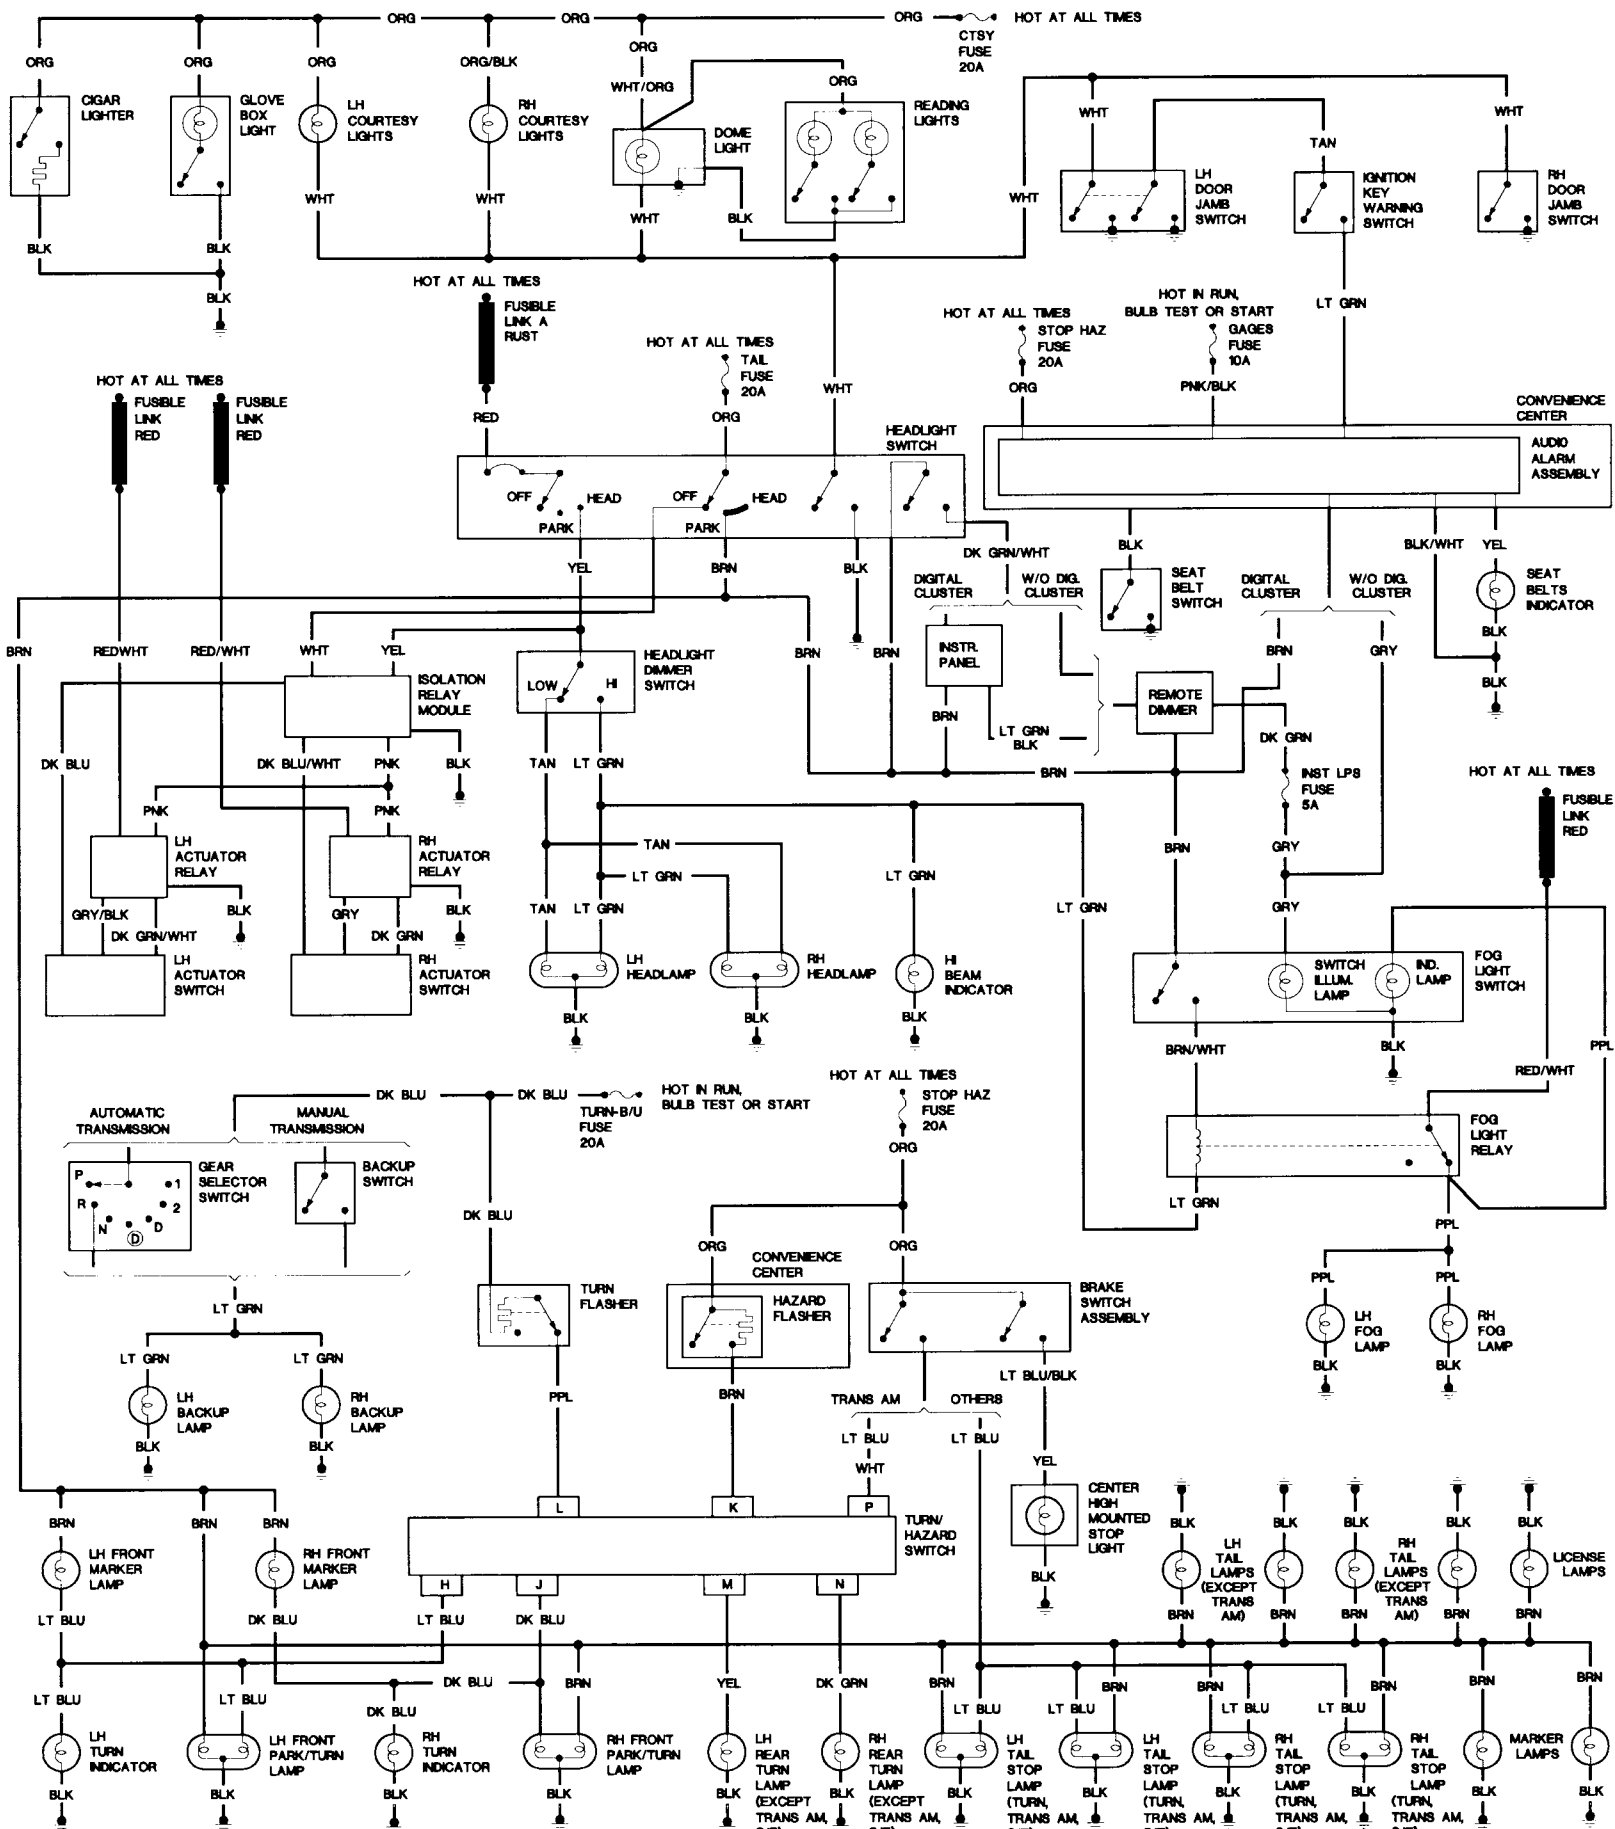 ORG ORG ORG HOT AT ALL TIMES
CTSY
FUSE
20A
ORG ORG ORG ORG/BLK ORG
WHT/ORG
ORG
CIGAR
LIGHTER
GLOVE
BOX
LIGHT
LH
COURTESY
LIGHTS
RH
COURTESY
LIGHTS
DOME
LIGHT
READING
LIGHTS
WHT
TAN
WHT
LH
DOOR
JAMB
SWITCH
IGNITION
KEY
WARNING
SWITCH
RH
DOOR
JAMB
SWITCH
WHT WHT WHT BLK WHT
BLK BLK
BLK
HOT AT ALL TIMES
FUSIBLE
LINK A
RUST
RED
HOT AT ALL TIMES
TAIL
FUSE
20A
ORG
WHT
HOT AT ALL TIMES
STOP HAZ
FUSE
20A
ORG
HOT IN RUN,
BULB TEST OR START
GAGES
FUSE
10A
PNK/BLK
LT GRN
HOT AT ALL TIMES
FUSIBLE
LINK
RED
FUSIBLE
LINK
RED
CONVENIENCE
CENTER
AUDIO
ALARM
ASSEMBLY
HEADLIGHT
SWITCH
OFF HEAD
PARK
OFF HEAD
PARK
YEL BRN BLK
DK GRN/WHT
DIGITAL
CLUSTER
W/O DIG.
CLUSTER
BLK
SEAT
BELT
SWITCH
DIGITAL
CLUSTER
W/O DIG.
CLUSTER
BLK/WHT YEL
SEAT
BELTS
INDICATOR
BLK
BLK
BRN REDWHT RED/WHT WHT YEL
BRN BRN
INSTR.
PANEL
BRN GRY
ISOLATION
RELAY
MODULE
HEADLIGHT
DIMMER
SWITCH
LOW HI
REMOTE
DIMMER
BRN
LT GRN
BLK
DK BLU DK BLU/WHT PNK BLK
TAN LT GRN
BRN
DK GRN
INST LPS
FUSE
5A
HOT AT ALL TIMES
FUSIBLE
LINK
RED
PNK PNK
LH
ACTUATOR
RELAY
RH
ACTUATOR
RELAY
TAN
LT GRN
LT GRN
BRN GRY
GRY/BLK
DK GRN/WHT
BLK
GRY
DK GRN
BLK
TAN LT GRN
LT GRN
GRY
LH
ACTUATOR
SWITCH
RH
ACTUATOR
SWITCH
LH
HEADLAMP
RH
HEADLAMP
HI
BEAM
INDICATOR
SWITCH
ILLUM.
LAMP
IND.
LAMP
FOG
LIGHT
SWITCH
BLK BLK BLK
BRN/WHT BLK PPL
RED/WHT
DK BLU DK BLU
HOT IN RUN,
BULB TEST OR START
TURN-B/U
FUSE
20A
HOT AT ALL TIMES
STOP HAZ
FUSE
20A
ORG
AUTOMATIC
TRANSMISSION
MANUAL
TRANSMISSION
P 1
R 2
N D
D
GEAR
SELECTOR
SWITCH
BACKUP
SWITCH
FOG
LIGHT
RELAY
LT GRN
PPL
DK BLU
ORG ORG
CONVENIENCE
CENTER
LT GRN
TURN
FLASHER
HAZARD
FLASHER
BRAKE
SWITCH
ASSEMBLY
PPL PPL
LH
FOG
LAMP
RH
FOG
LAMP
BLK BLK
LT GRN LT GRN
LH
BACKUP
LAMP
RH
BACKUP
LAMP
BLK BLK
PPL BRN
LT BLU/BLK
TRANS AM OTHERS
LT BLU LT BLU
WHT
YEL
CENTER
HIGH
MOUNTED
STOP
LIGHT
BLK
L K P
TURN/
HAZARD
SWITCH
H J M N
BRN BRN BRN
LH FRONT
MARKER
LAMP
RH FRONT
MARKER
LAMP
BLK BLK BLK BLK BLK
LH
TAIL
LAMPS
(EXCEPT
TRANS
AM)
RH
TAIL
LAMPS
(EXCEPT
TRANS
AM)
LICENSE
LAMPS
BRN BRN BRN BRN BRN
LT BLU DK BLU LT BLU DK BLU
LT BLU LT BLU DK BLU DK BLU BRN YEL DK GRN BRN LT BLU BRN LT BLU BRN LT BLU BRN LT BLU BRN BRN BRN
LH
TURN
INDICATOR
LH FRONT
PARK/TURN
LAMP
RH
TURN
INDICATOR
RH FRONT
PARK/TURN
LAMP
LH
REAR
TURN
LAMP
(EXCEPT
TRANS AM,
RH
REAR
TURN
LAMP
(EXCEPT
TRANS AM,
LH
TAIL
STOP
LAMP
(TURN,
TRANS AM,
LH
TAIL
STOP
LAMP
(TURN,
TRANS AM,
RH
TAIL
STOP
LAMP
(TURN,
TRANS AM,
RH
TAIL
STOP
LAMP
(TURN,
TRANS AM,
MARKER
LAMPS
BLK BLK BLK BLK BLK BLK BLK BLK BLK BLK BLK BLK